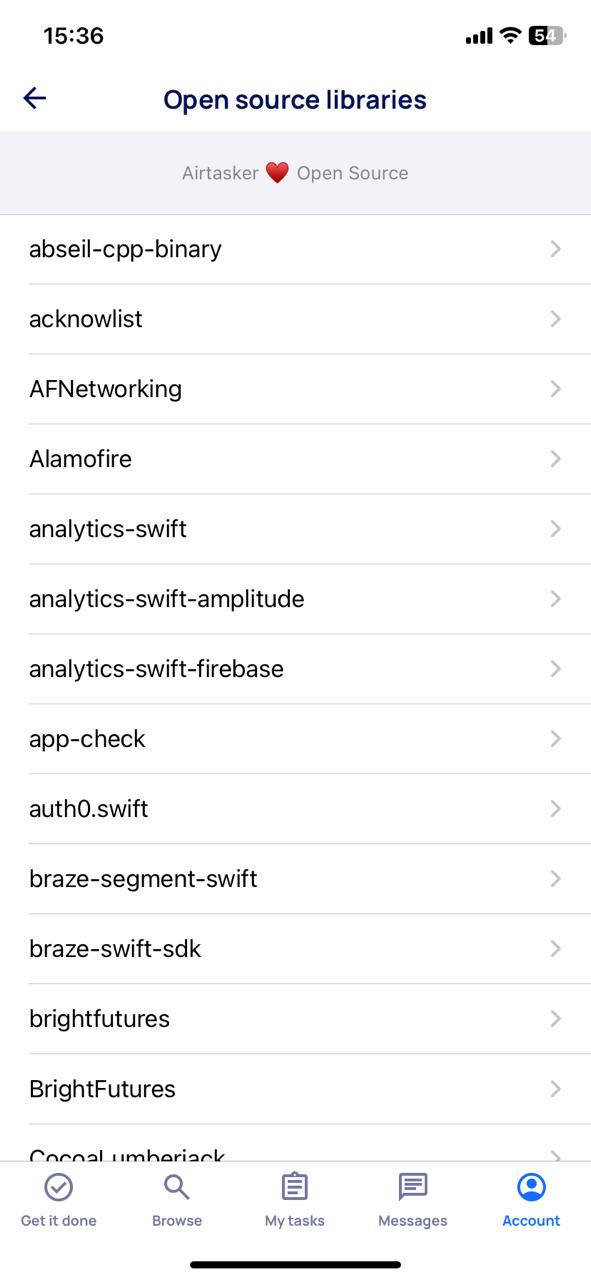 15:36
54
Open source libraries
Airtasker ❤️ Open Source
abseil-cpp-binary
acknowlist
AFNetworking
Alamofire
analytics-swift
analytics-swift-amplitude
analytics-swift-firebase
app-check
auth0.swift
braze-segment-swift
braze-swift-sdk
brightfutures
BrightFutures
CocoaLumberjack
Get it done
Browse
My tasks
Messages
Account